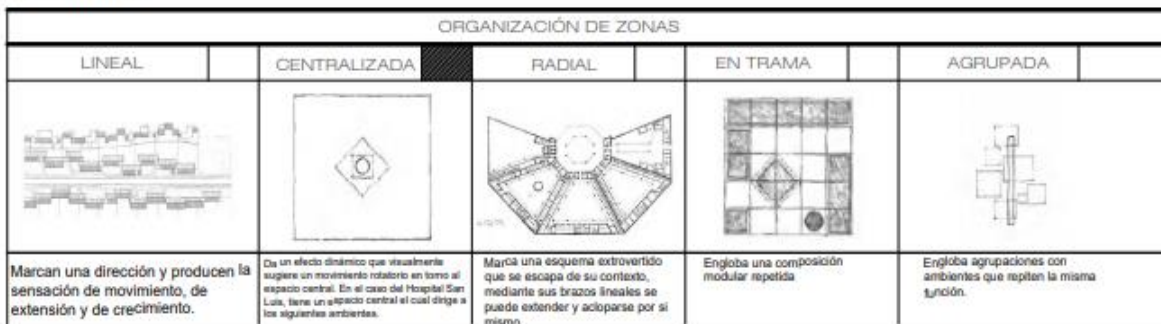 ORGANIZACIÓN DE ZONAS
LINEAL
CENTRALIZADA
RADIAL
EN TRAMA
AGRUPADA
Marcan una dirección y producen la
sensación de movimiento, de
extensión y de crecimiento.
Da un efecto dinámico que visualmente
sugiere un movimiento rotatorio en torno al
espacio central. En el caso del Hospital San
Luis, tiene un espacio central el cual dirige a
los siguientes ambientes.
Marca una esquema extrovertido
que se escapa de su contexto,
mediante sus brazos lineales se
puede extender y acloparse por si
mismo
Engloba una composición
modular repetida
Engloba agrupaciones con
ambientes que repiten la misma
función.